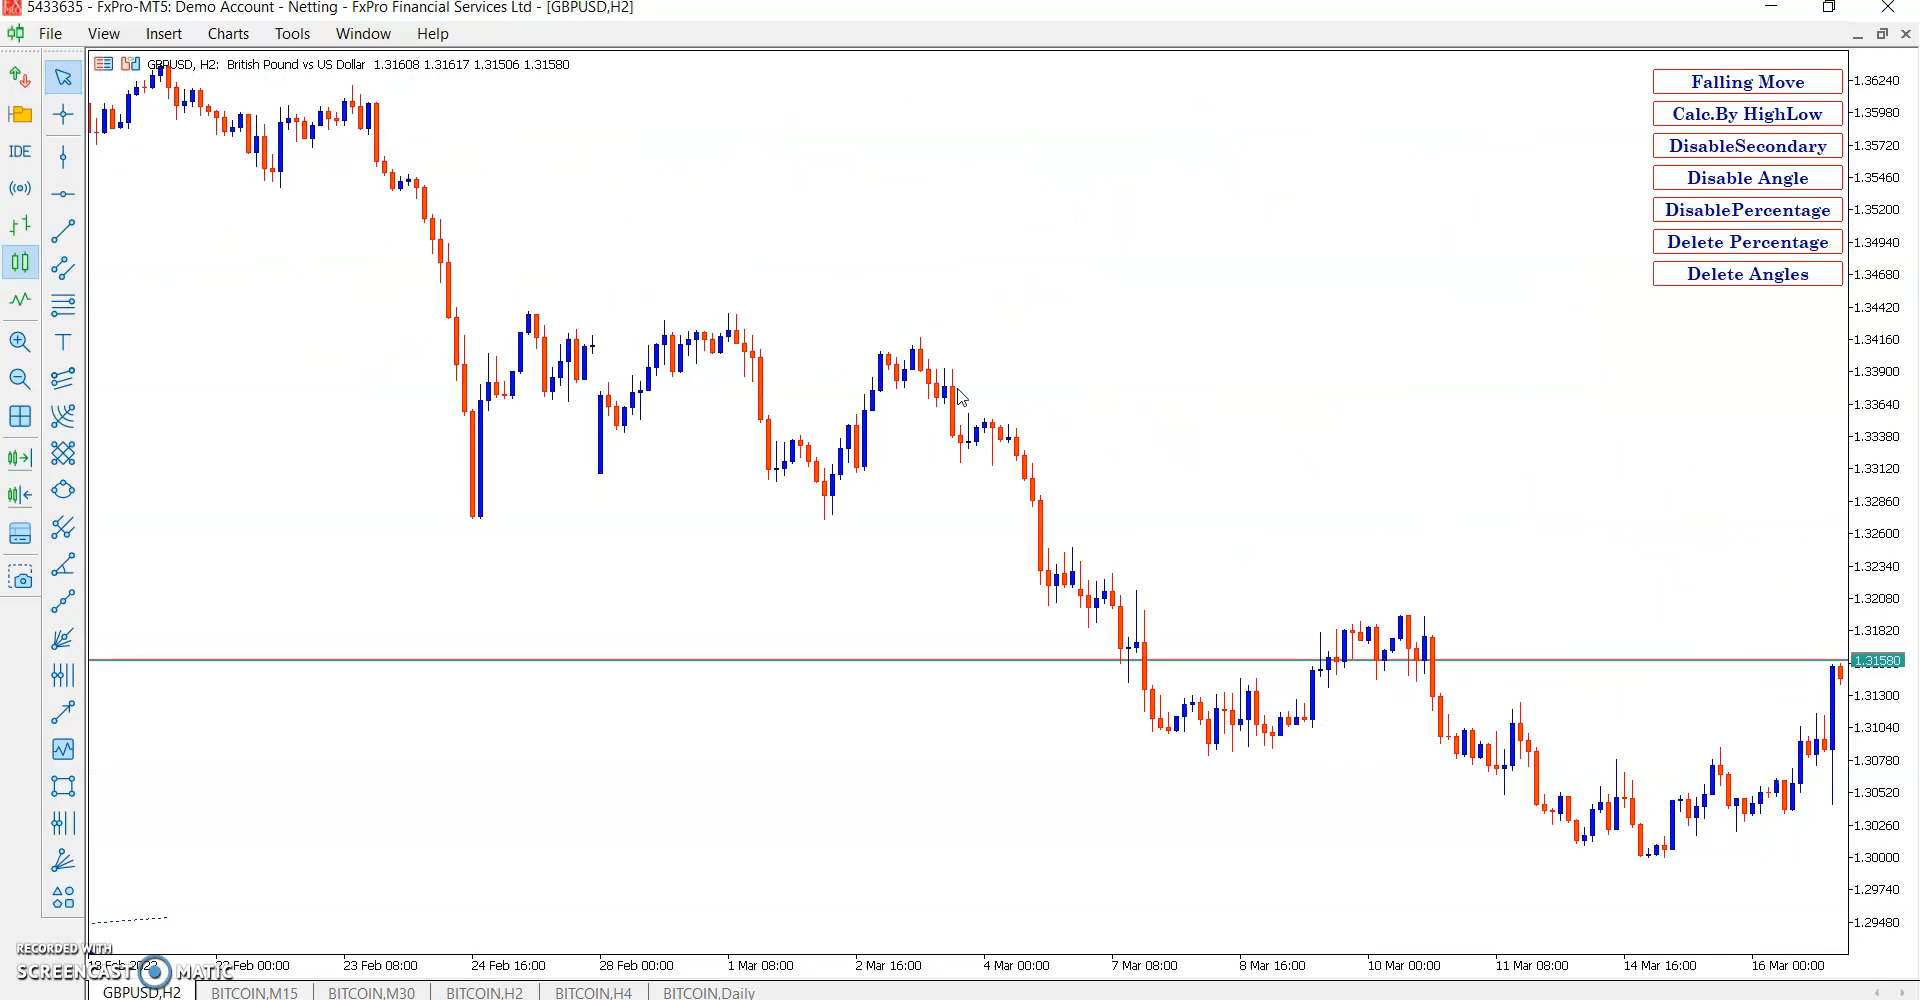 5433635 - FxPro-MT5: Demo Account - Netting - FxPro Financial Services Ltd - [GBPUSD,H2]
File View Insert Charts Tools Window Help
GBPUSD, H2: British Pound vs US Dollar 1.31608 1.31617 1.31506 1.31580
IDE
Falling Move
Calc.By HighLow
DisableSecondary
Disable Angle
DisablePercentage
Delete Percentage
Delete Angles
1.36240
1.35980
1.35720
1.35460
1.35200
1.34940
1.34680
1.34420
1.34160
1.33900
1.33640
1.33380
1.33120
1.32860
1.32600
1.32340
1.32080
1.31820
1.31580
1.31300
1.31040
1.30780
1.30520
1.30260
1.30000
1.29740
1.29480
RECORDED WITH
SCREENCAST MATIC
Feb 00:00 23 Feb 08:00 24 Feb 16:00 28 Feb 00:00 1 Mar 08:00 2 Mar 16:00 4 Mar 00:00 7 Mar 08:00 8 Mar 16:00 10 Mar 00:00 11 Mar 08:00 14 Mar 16:00 16 Mar 00:00
GBPUSD,H2 BITCOIN,M15 BITCOIN,M30 BITCOIN,H2 BITCOIN,H4 BITCOIN,Daily